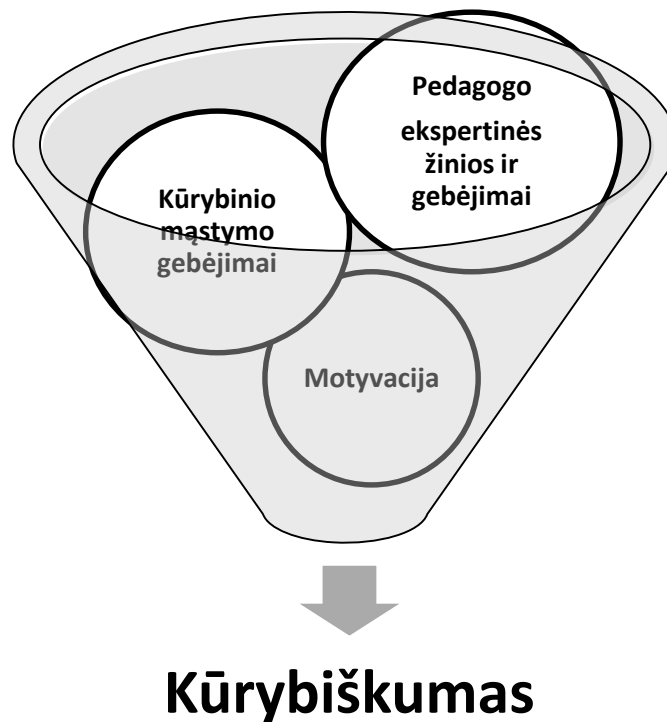 Pedagogo
ekspertinės
žinios ir
gebėjimai
Kūrybinio
mąstymo
gebėjimai
Motyvacija
Kūrybiškumas